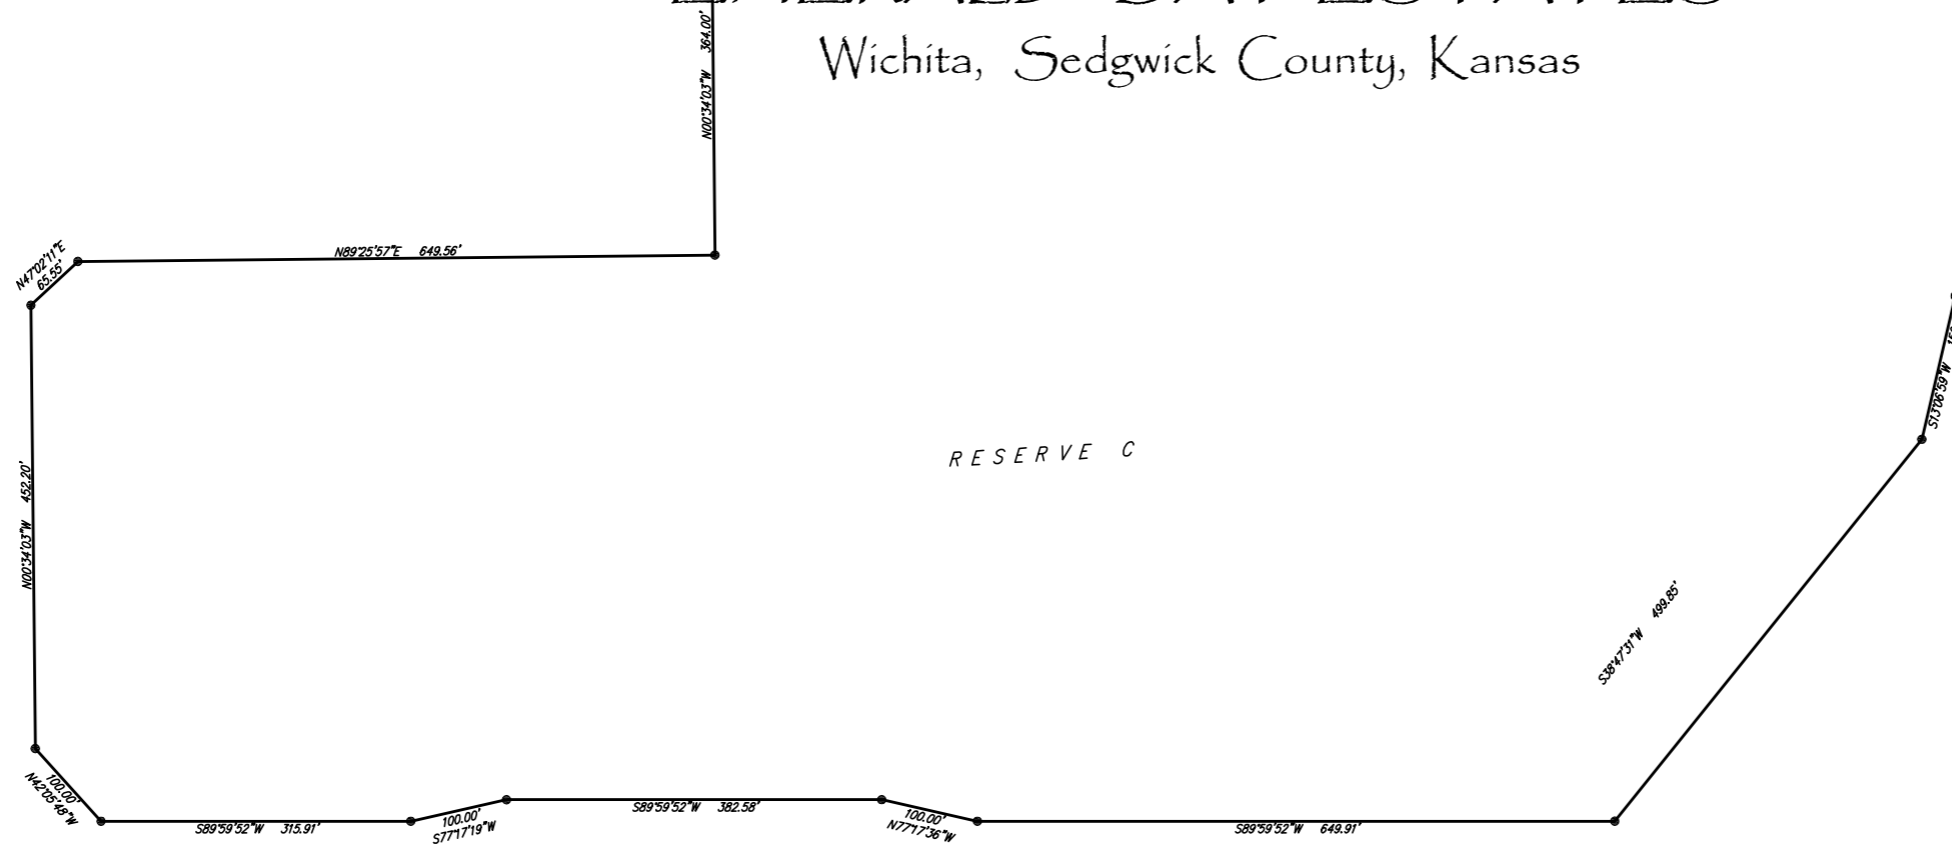 N00°34'03"W 364.00'
Wichita, Sedgwick County, Kansas
N47°02'11"E
65.55'
N89°25'57"E 649.56'
S13°06'59"W
RESERVE C
N00°34'03"W 452.20'
S38°47'31"W 499.85'
100.00'
N42°05'48"W
S89°59'52"W 315.91'
100.00'
S77°17'19"W
S89°59'52"W 382.58'
100.00'
N77°17'36"W
S89°59'52"W 649.91'